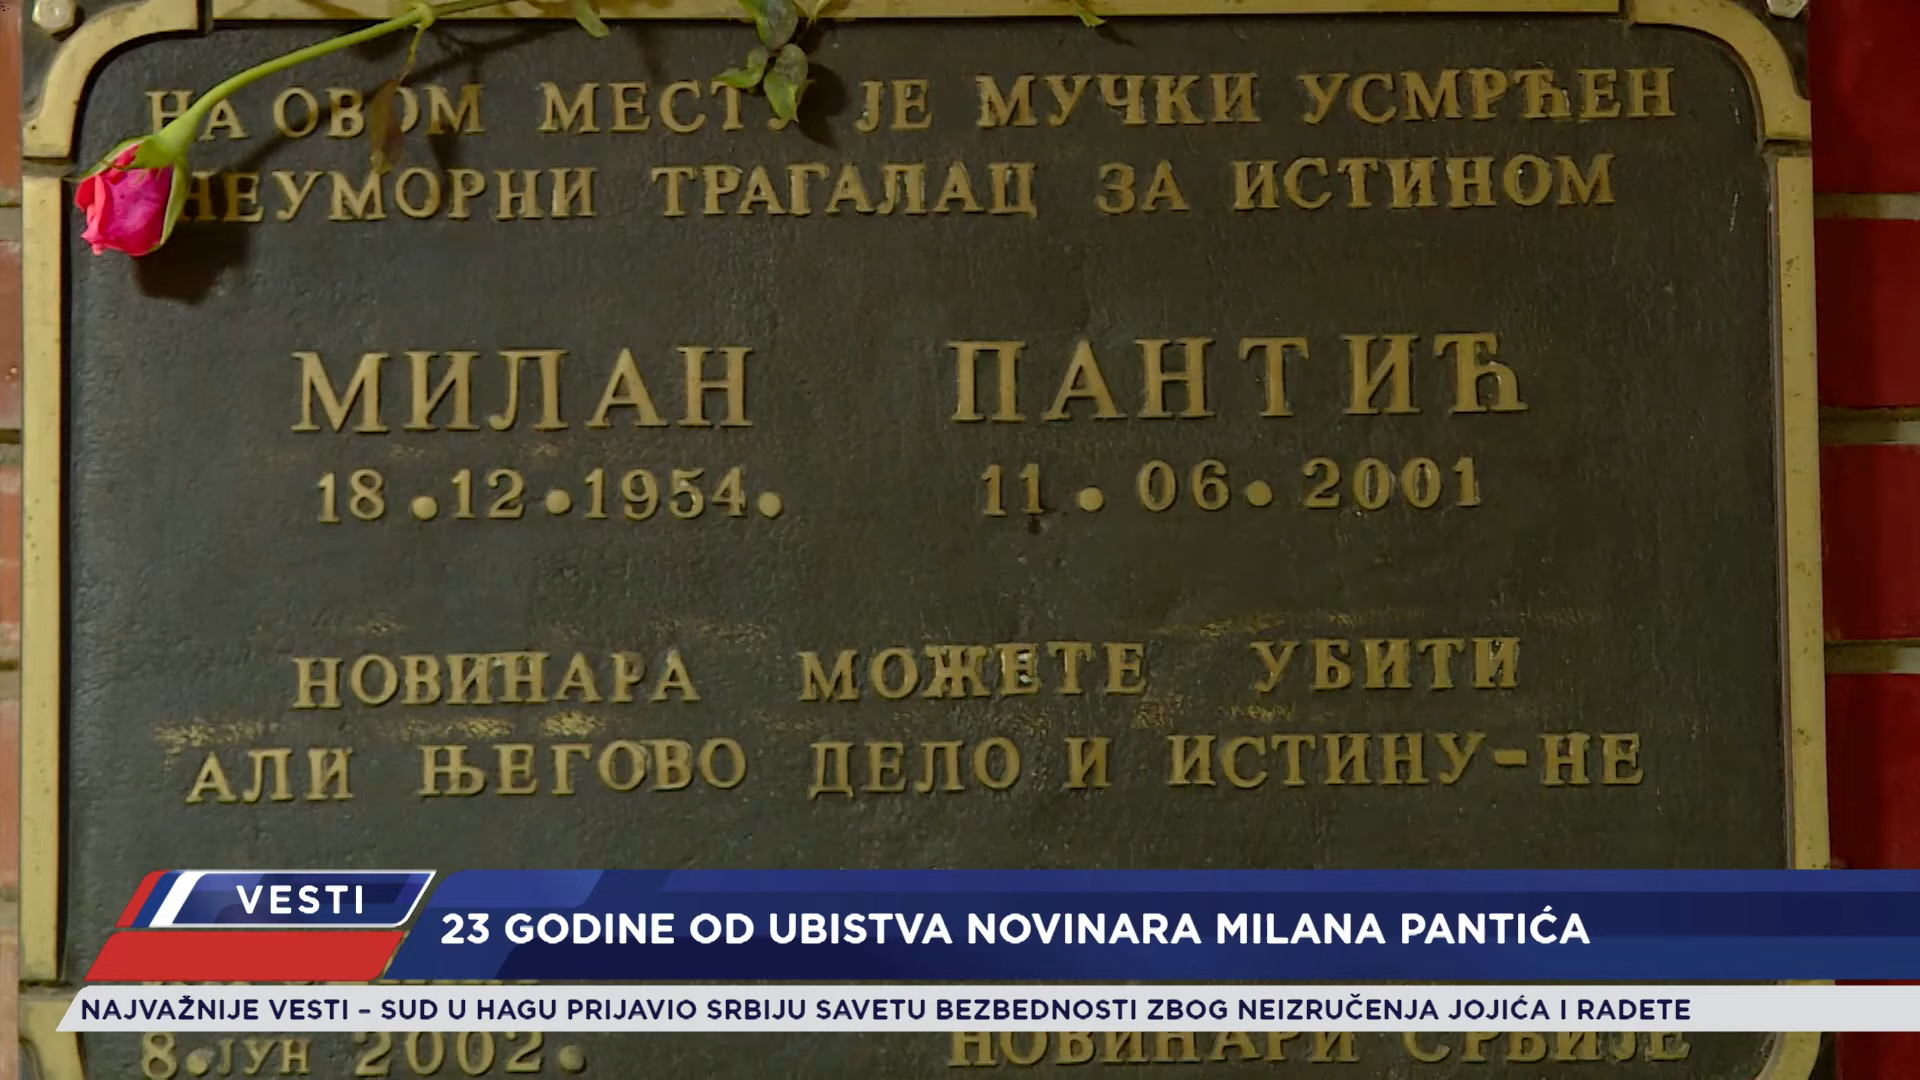 НА ОВОМ МЕСТУ ЈЕ МУЧКИ УСМРЋЕН
НЕУМОРНИ ТРАГАЛАЦ ЗА ИСТИНОМ
МИЛАН ПАНТИЋ
18.12.1954. 11.06.2001
НОВИНАРА МОЖЕТЕ УБИТИ
АЛИ ЊЕГОВО ДЕЛО И ИСТИНУ-НЕ
VESTI
23 GODINE OD UBISTVA NOVINARA MILANA PANTIĆA
NAJVAŽNIJE VESTI – SUD U HAGU PRIJAVIO SRBIJU SAVETU BEZBEDNOSTI ZBOG NEIZRUČENJA JOJIĆA I RADETE
8.ЈУН 2002. НОВИНАРИ СРБИЈЕ